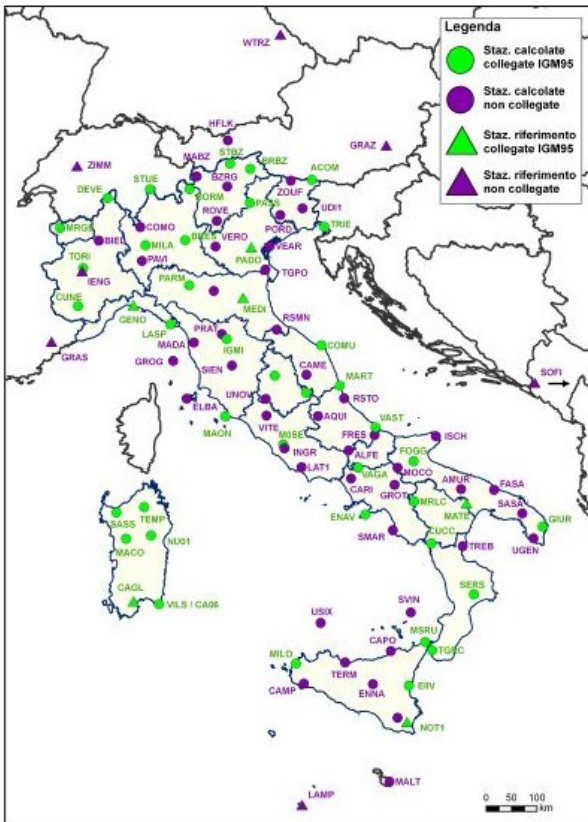 Legenda
Staz. calcolate
collegate IGM95
Staz. calcolate
non collegate
Staz. riferimento
collegate IGM95
Staz. riferimento
non collegate
WTRZ
HFLK
GRAZ
STBZ
MABZ
BRBZ
ZIMM
BZRG
ACOM
STUE
DEVE
BORM
PASS
ZOUF
UDI1
ROVE
MRGE
COMO
PORD
TRIE
BIEL
MILA
BRES
VERO
VEAR
TORI
PAVI
PADO
TGPO
IENG
PARM
CUNE
MEDI
GENO
RSMN
LASP
PRAT
GRAS
MADA
IGMI
COMU
GROG
SIEN
CAME
SOFI
MART
ELBA
UNOV
RSTO
MAON
VITE
AQUI
VAST
M0SE
FRES
ISCH
INGR
ALFE
FOGG
LAT1
VAGA
MOCO
AMUR
FASA
CARI
GROT
MRLC
SASS
TEMP
ENAV
MATE
SASA
GIUR
MACO
NU01
SMAR
CUCC
TREB
UGEN
CAGL
VILS / CA06
SERS
USIX
SVIN
MSRU
MILO
CAPO
TGRC
TERM
CAMP
ENNA
EIIV
NOT1
MALT
LAMP
0 50 100
km